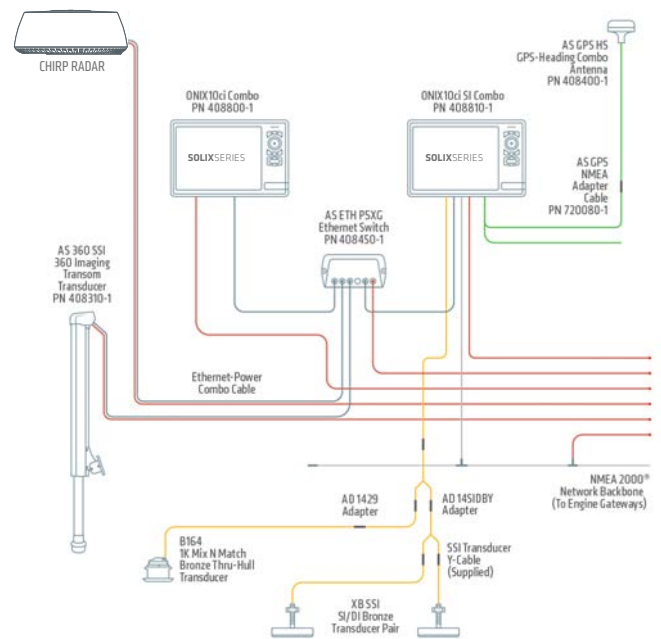 CHIRP RADAR
AS GPS HS
GPS-Heading Combo
Antenna
PN 408400-1
ONIX10ci Combo
PN 408800-1
ONIX10ci SI Combo
PN 408810-1
SOLIXSERIES
SOLIXSERIES
AS GPS
NMEA
Adapter
Cable
PN 720080-1
AS ETH P5XG
Ethernet Switch
PN 408450-1
AS 360 SSI
360 Imaging
Transom
Transducer
PN 408310-1
Ethernet-Power
Combo Cable
NMEA 2000®
Network Backbone
(To Engine Gateways)
AD 1429
Adapter
AD 14SIDBY
Adapter
B164
1K Mix N Match
Bronze Thru-Hull
Transducer
SSI Transducer
Y-Cable
(Supplied)
XB SSI
SI/DI Bronze
Transducer Pair